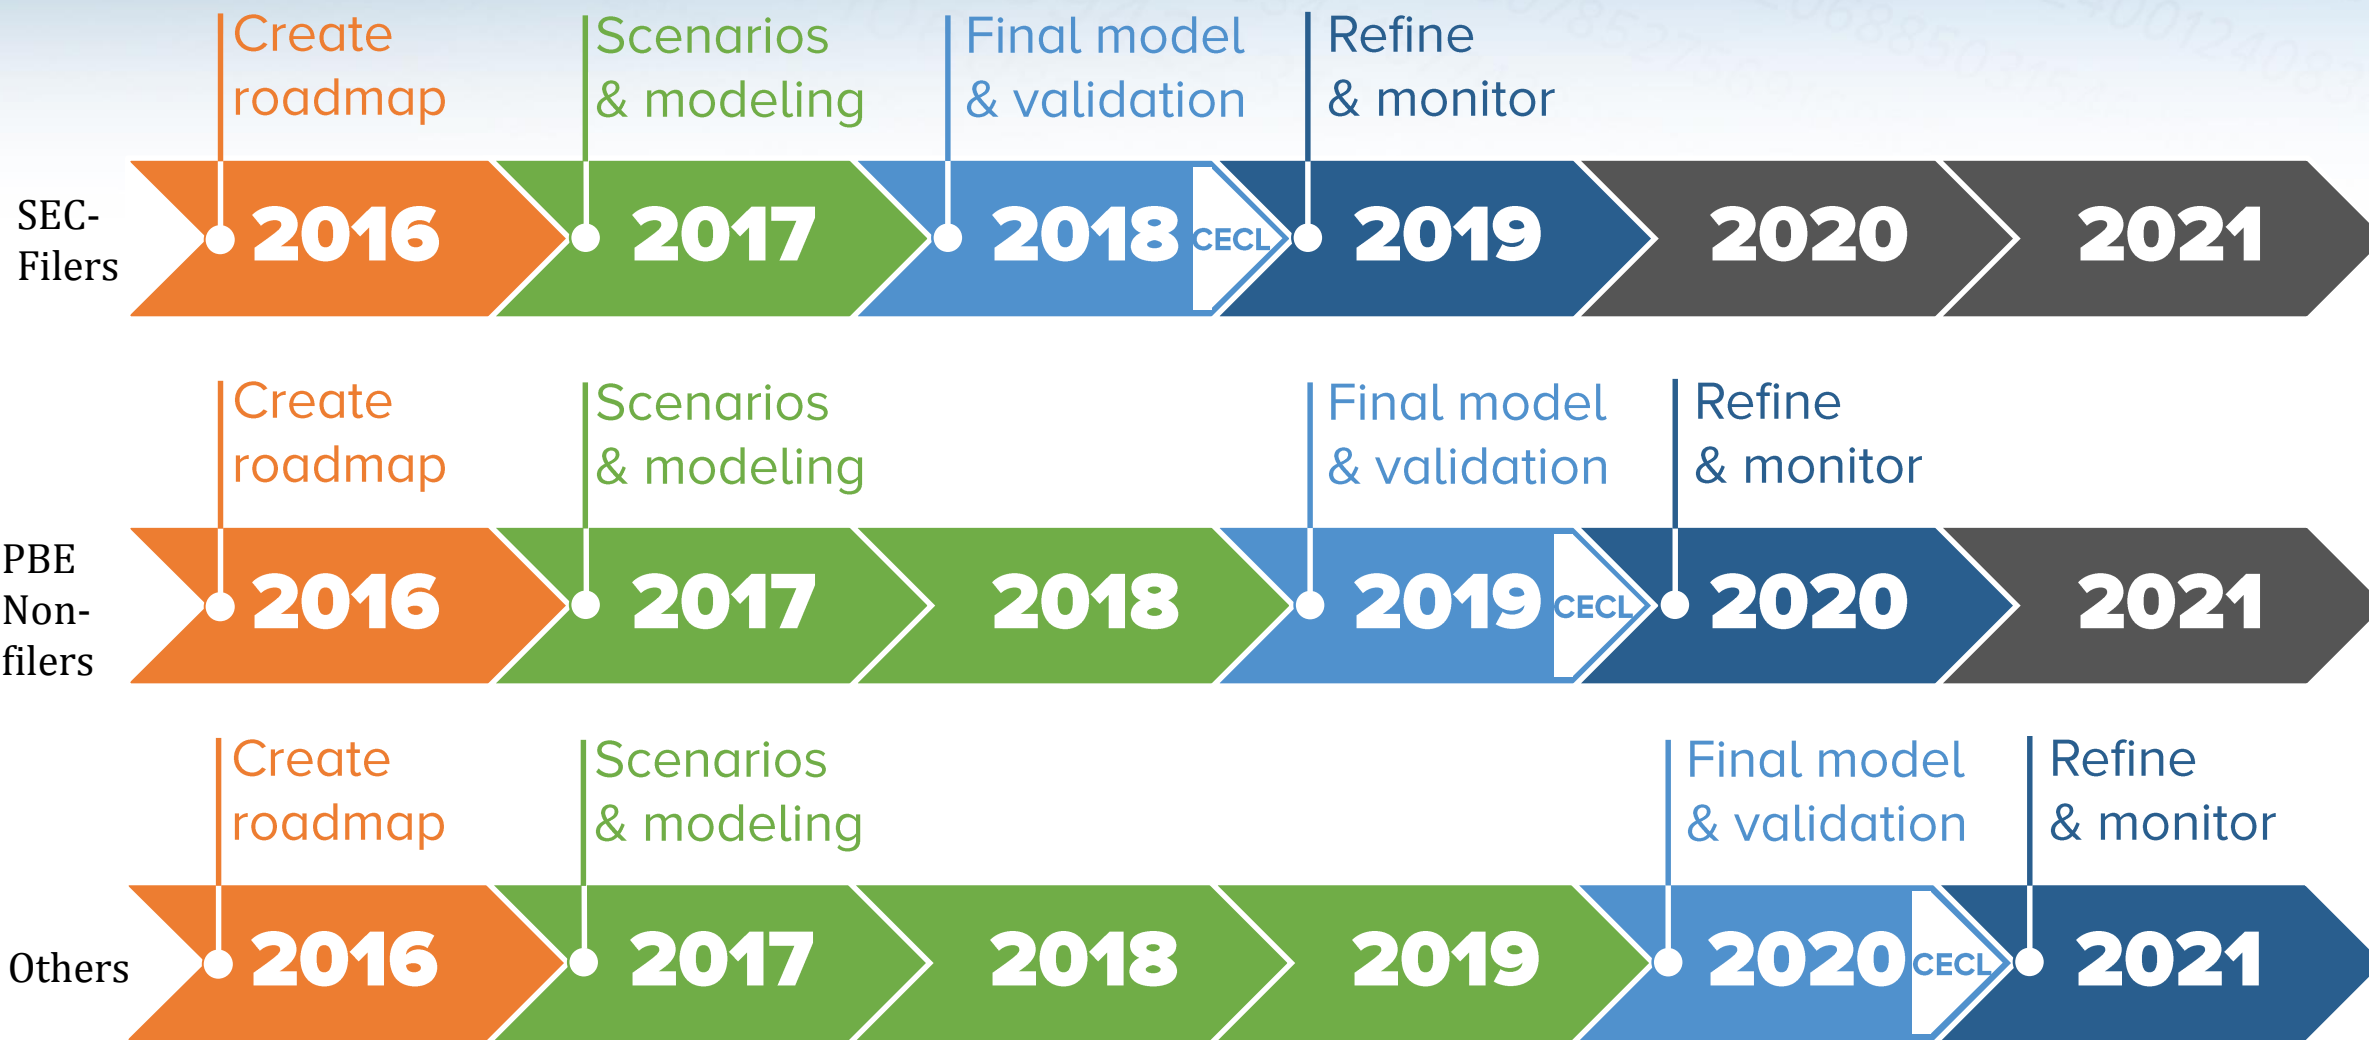 Create
roadmap
Scenarios
& modeling
Final model
& validation
Refine
& monitor
SEC-
Filers
2016
2017
2018
CECL
2019
2020
2021
Create
roadmap
Scenarios
& modeling
Final model
& validation
Refine
& monitor
PBE
Non-
filers
2016
2017
2018
2019
CECL
2020
2021
Create
roadmap
Scenarios
& modeling
Final model
& validation
Refine
& monitor
Others
2016
2017
2018
2019
2020
CECL
2021